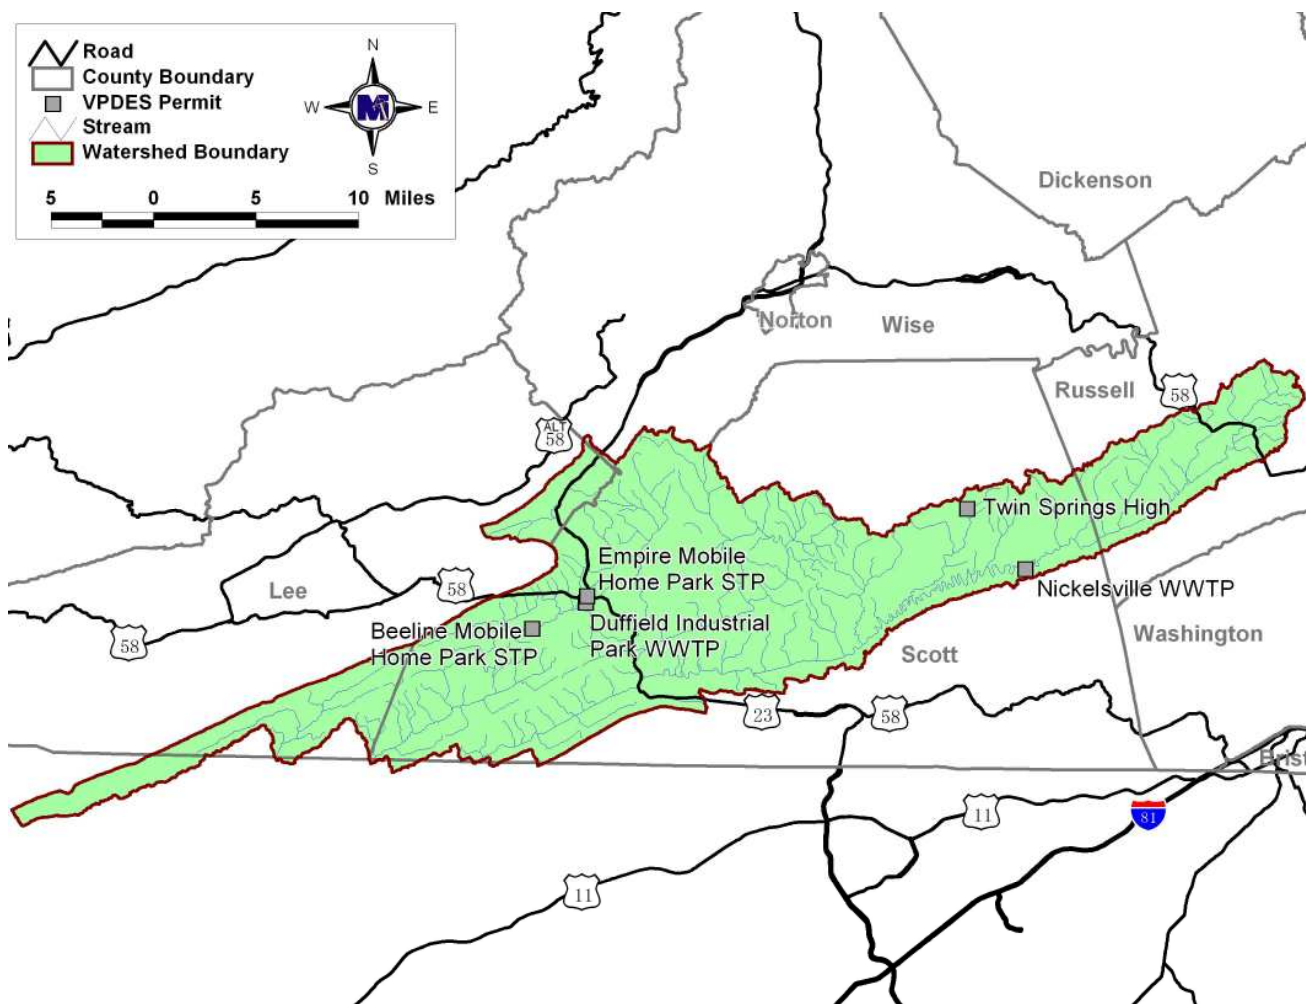 Road
County Boundary
VPDES Permit
Stream
Watershed Boundary
N
W
M
E
S
5 0 5 10 Miles
Dickenson
Norton
Wise
Russell
58
ALT
58
Twin Springs High
Empire Mobile
Home Park STP
Nickelsville WWTP
Lee
58
Duffield Industrial
Park WWTP
Beeline Mobile
Home Park STP
58
Washington
Scott
23
58
Brist
11
81
11